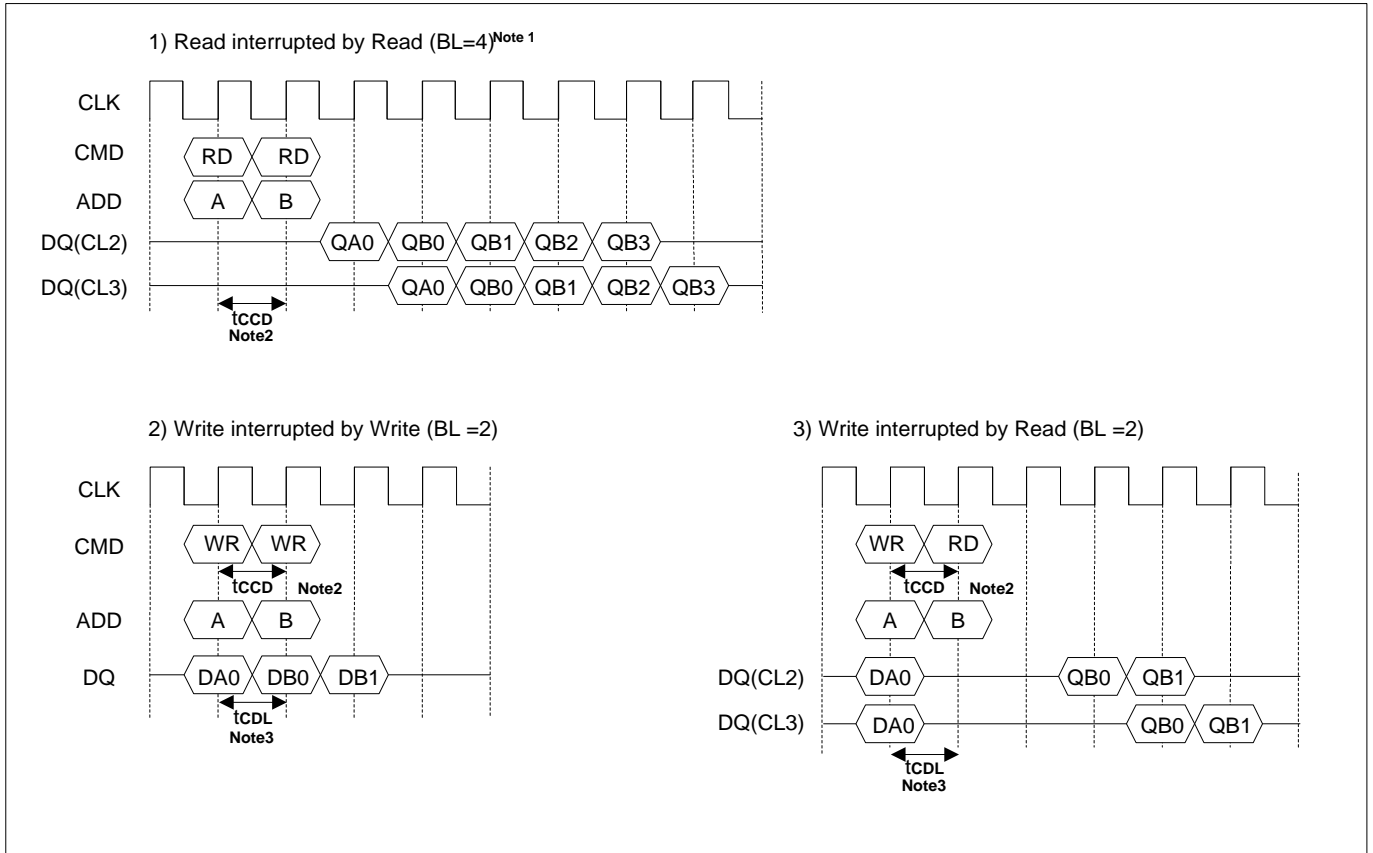 1) Read interrupted by Read (BL=4)Note 1
CLK
CMD RD RD
ADD A B
DQ(CL2) QA0 QB0 QB1 QB2 QB3
DQ(CL3) QA0 QB0 QB1 QB2 QB3
tCCD
Note2
2) Write interrupted by Write (BL =2)
CLK
CMD WR WR
tCCD Note2
ADD A B
DQ DA0 DB0 DB1
tCDL
Note3
3) Write interrupted by Read (BL =2)
WR RD
tCCD Note2
A B
DQ(CL2) DA0 QB0 QB1
DQ(CL3) DA0 QB0 QB1
tCDL
Note3